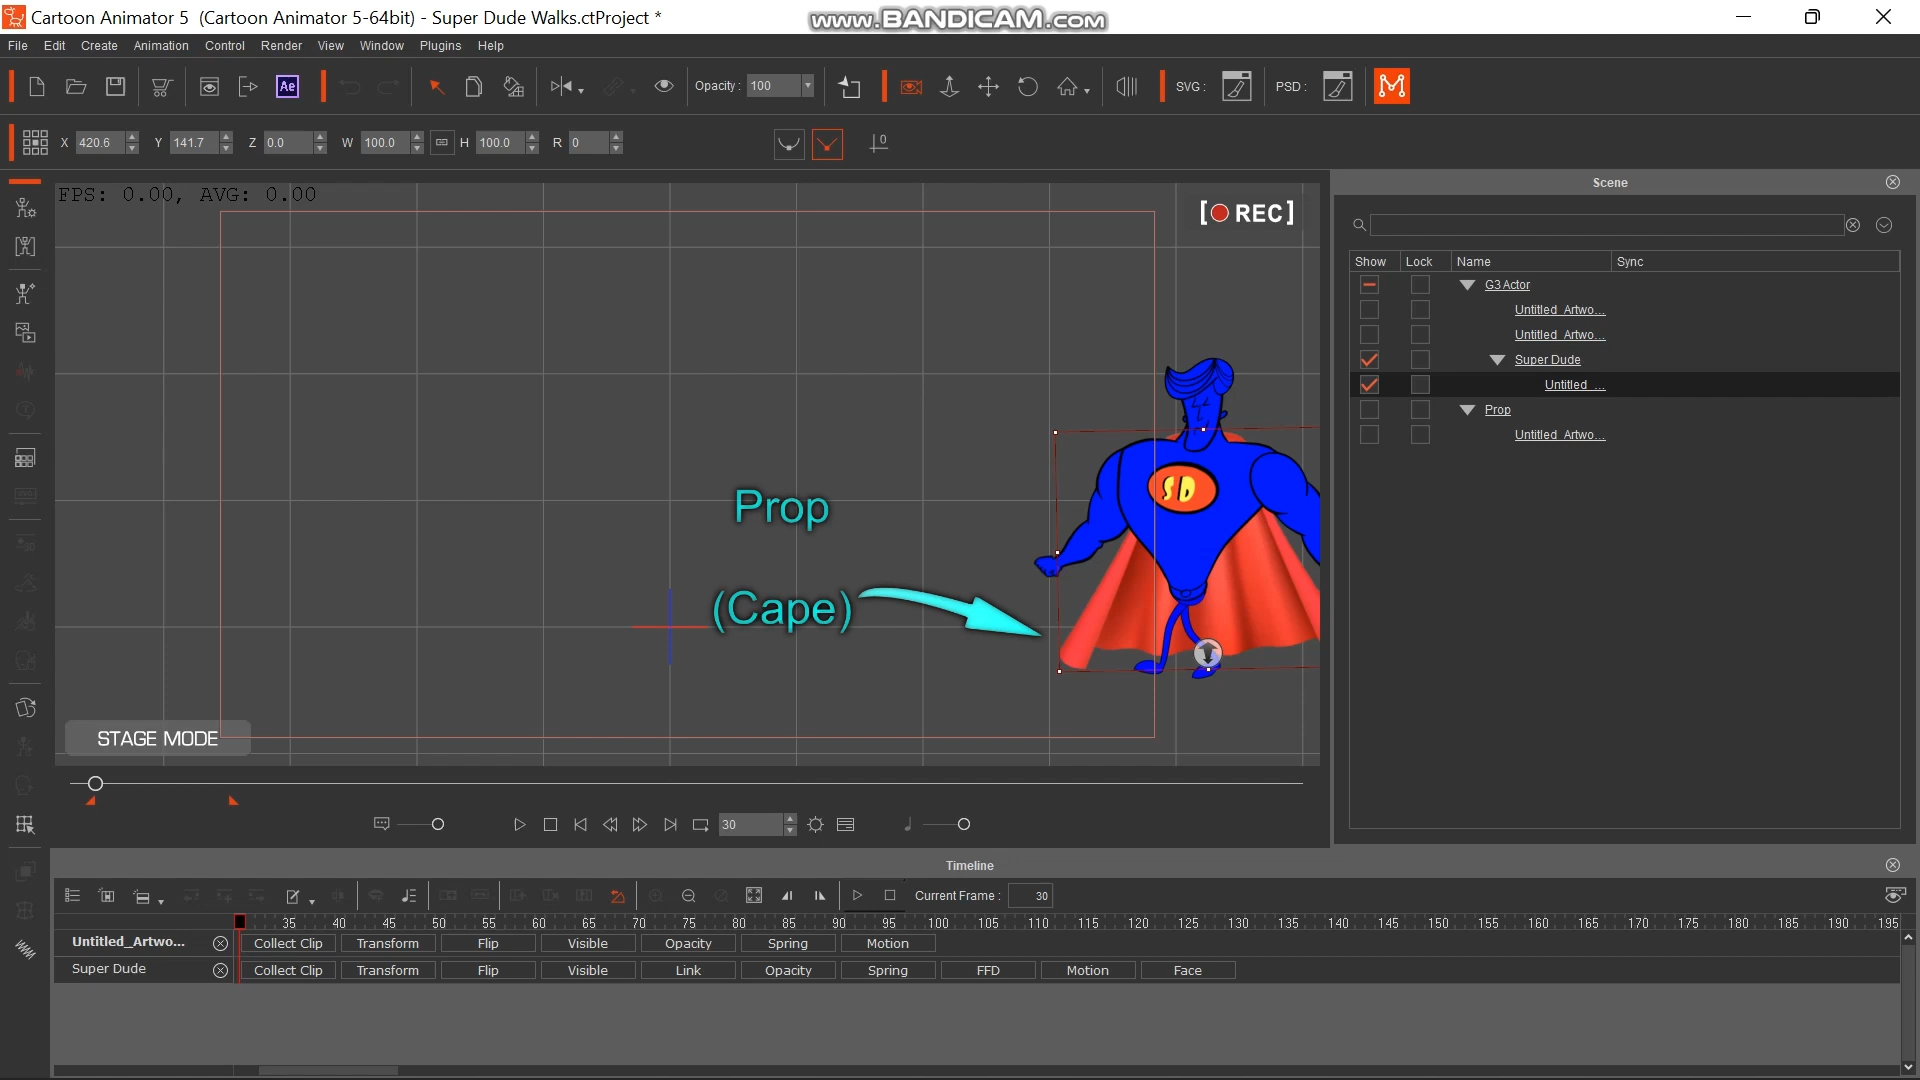 Cartoon Animator 5 (Cartoon Animator 5-64bit) - Super Dude Walks.ctProject *
www.BANDICAM.com
File Edit Create Animation Control Render View Window Plugins Help
Ae
Opacity : 100
SVG :
PSD :
X 420.6 Y 141.7 Z 0.0 W 100.0 H 100.0 R 0
0
FPS: 0.00, AVG: 0.00
[REC]
Scene
Show Lock Name Sync
G3 Actor
Untitled_Artwo...
Untitled_Artwo...
Super Dude
Untitled_...
Prop
Untitled_Artwo...
SD
Prop
(Cape)
STAGE MODE
30
Timeline
Current Frame : 30
35 40 45 50 55 60 65 70 75 80 85 90 95 100 105 110 115 120 125 130 135 140 145 150 155 160 165 170 175 180 185 190 195
Untitled_Artwo... Collect Clip Transform Flip Visible Opacity Spring Motion
Super Dude Collect Clip Transform Flip Visible Link Opacity Spring FFD Motion Face